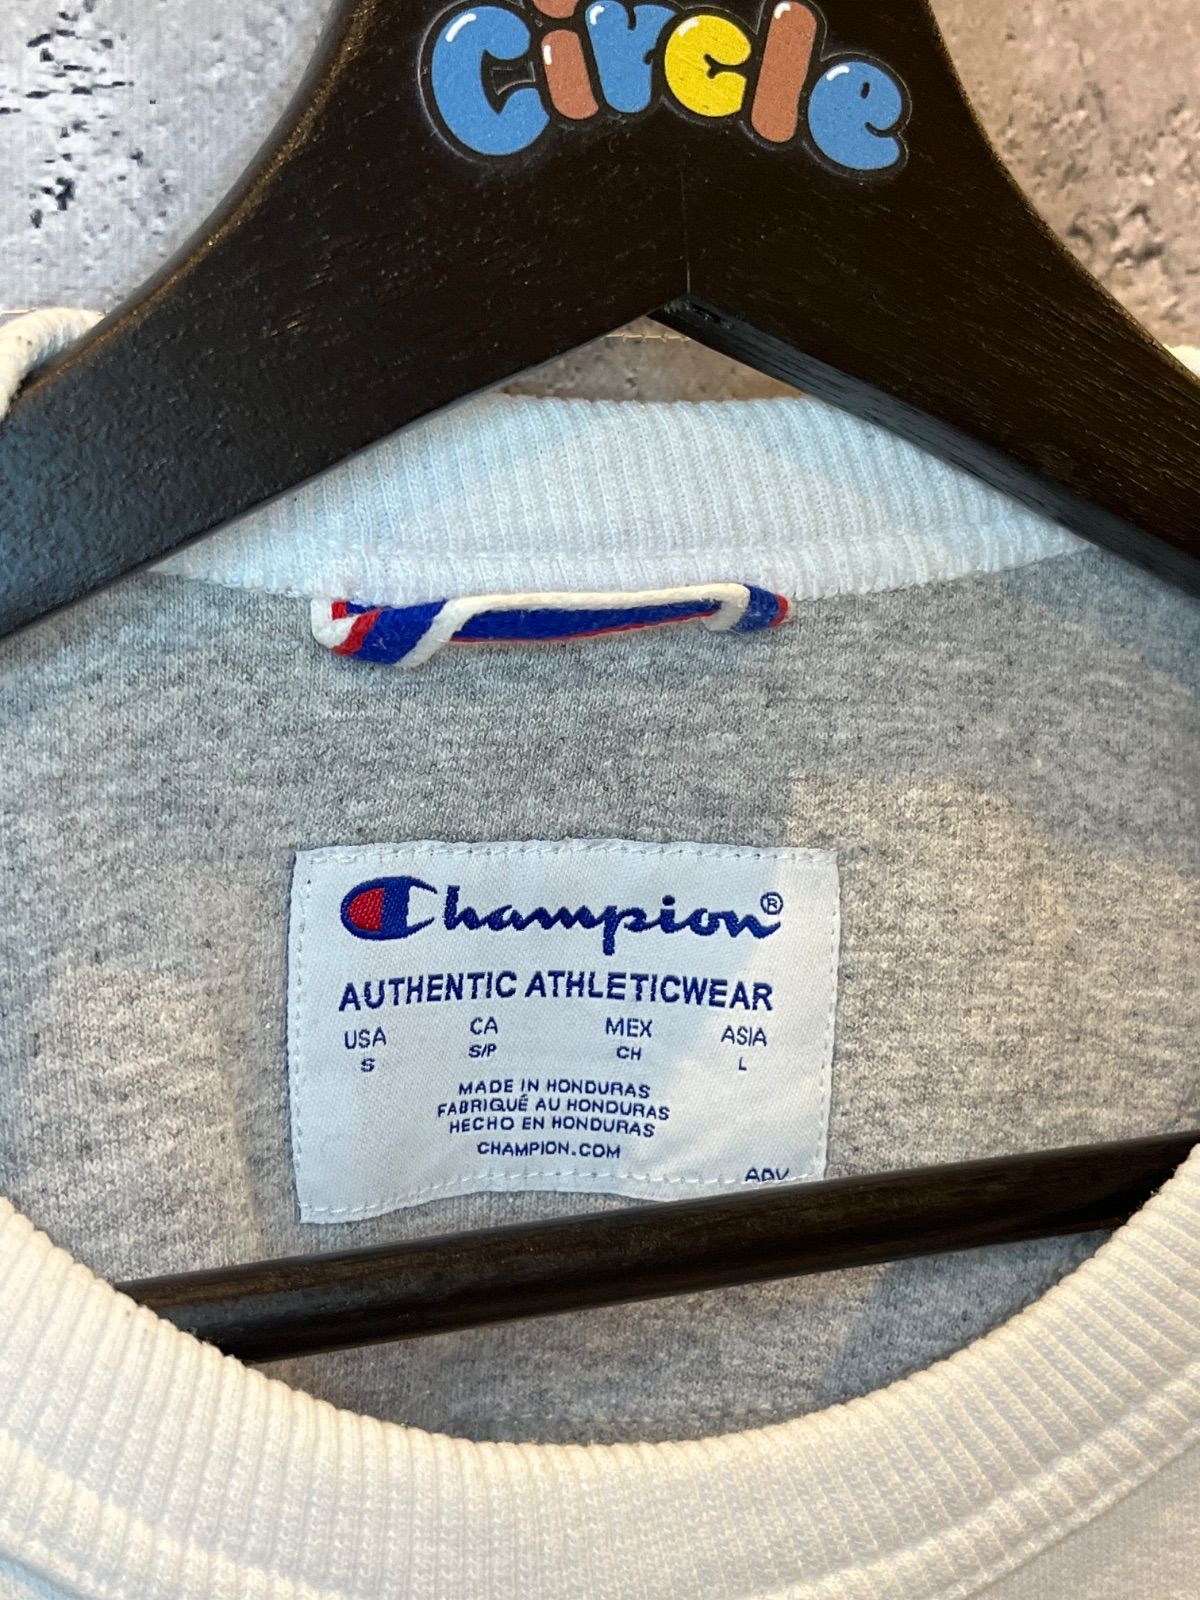 Circle
Champion®
AUTHENTIC ATHLETICWEAR
USA CA MEX ASIA
S S/P CH L
MADE IN HONDURAS
FABRIQUÉ AU HONDURAS
HECHO EN HONDURAS
CHAMPION.COM
ADV